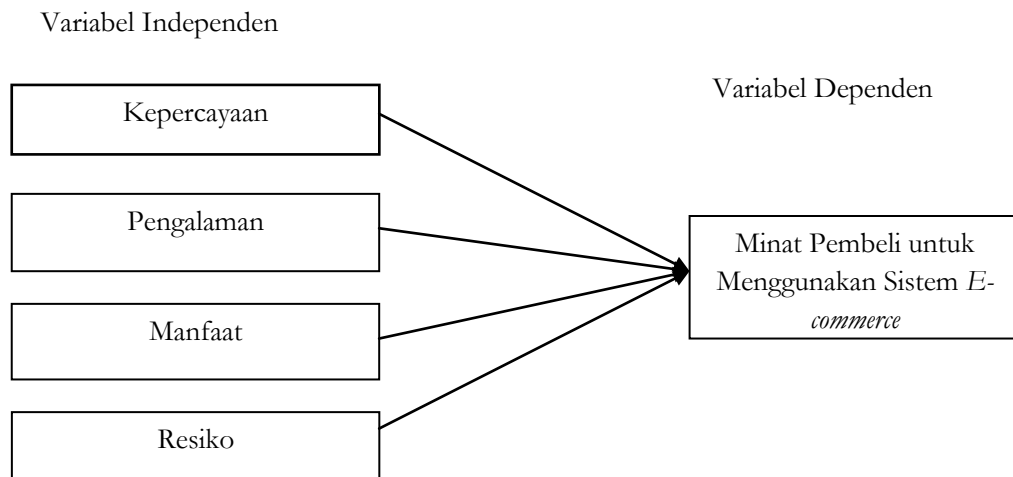 Variabel Independen
Kepercayaan
Pengalaman
Manfaat
Resiko
Variabel Dependen
Minat Pembeli untuk
Menggunakan Sistem E-
commerce